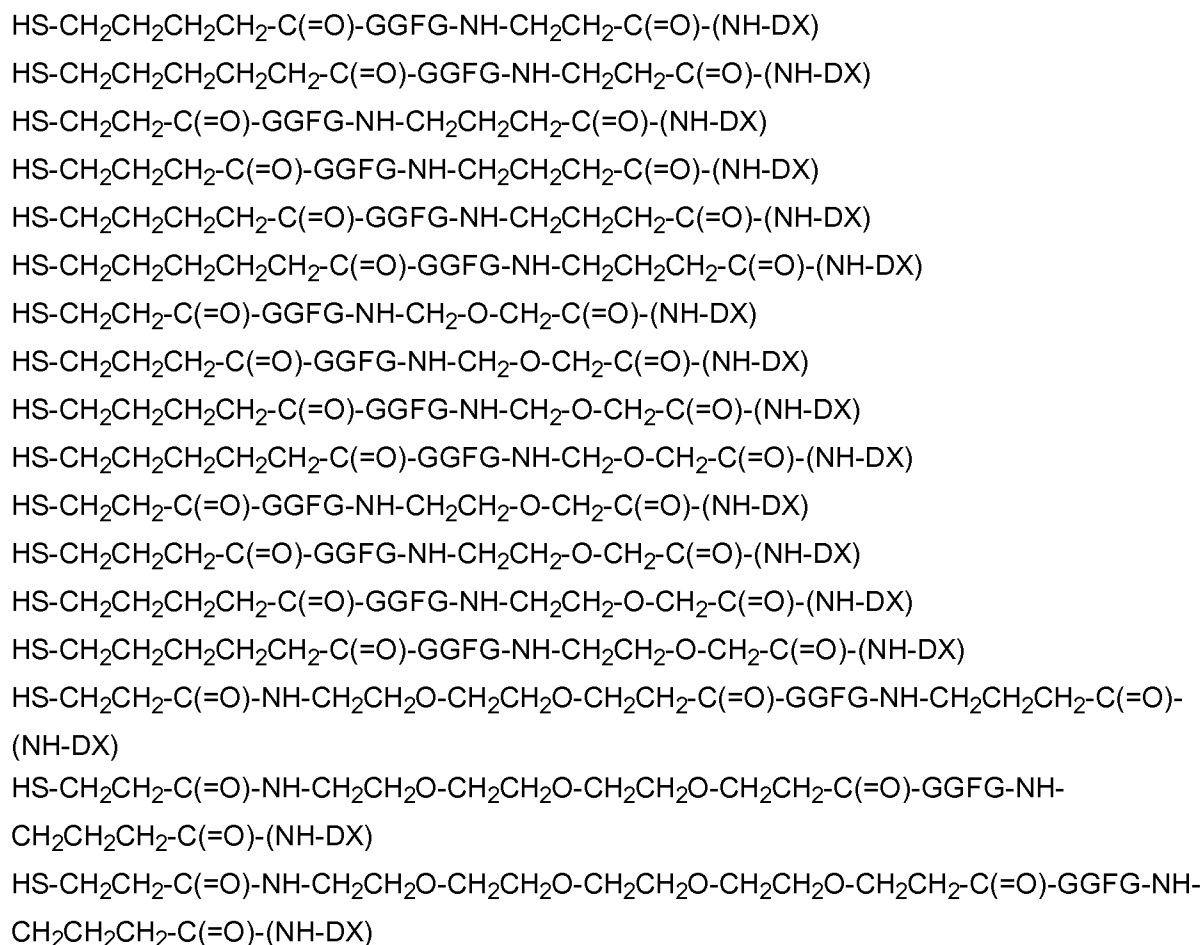 HS-CH₂CH₂CH₂CH₂-C(=O)-GGFG-NH-CH₂CH₂-C(=O)-(NH-DX)
HS-CH₂CH₂CH₂CH₂CH₂-C(=O)-GGFG-NH-CH₂CH₂-C(=O)-(NH-DX)
HS-CH₂CH₂-C(=O)-GGFG-NH-CH₂CH₂CH₂-C(=O)-(NH-DX)
HS-CH₂CH₂CH₂-C(=O)-GGFG-NH-CH₂CH₂CH₂-C(=O)-(NH-DX)
HS-CH₂CH₂CH₂CH₂-C(=O)-GGFG-NH-CH₂CH₂CH₂-C(=O)-(NH-DX)
HS-CH₂CH₂CH₂CH₂CH₂-C(=O)-GGFG-NH-CH₂CH₂CH₂-C(=O)-(NH-DX)
HS-CH₂CH₂-C(=O)-GGFG-NH-CH₂-O-CH₂-C(=O)-(NH-DX)
HS-CH₂CH₂CH₂-C(=O)-GGFG-NH-CH₂-O-CH₂-C(=O)-(NH-DX)
HS-CH₂CH₂CH₂CH₂-C(=O)-GGFG-NH-CH₂-O-CH₂-C(=O)-(NH-DX)
HS-CH₂CH₂CH₂CH₂CH₂-C(=O)-GGFG-NH-CH₂-O-CH₂-C(=O)-(NH-DX)
HS-CH₂CH₂-C(=O)-GGFG-NH-CH₂CH₂-O-CH₂-C(=O)-(NH-DX)
HS-CH₂CH₂CH₂-C(=O)-GGFG-NH-CH₂CH₂-O-CH₂-C(=O)-(NH-DX)
HS-CH₂CH₂CH₂CH₂-C(=O)-GGFG-NH-CH₂CH₂-O-CH₂-C(=O)-(NH-DX)
HS-CH₂CH₂CH₂CH₂CH₂-C(=O)-GGFG-NH-CH₂CH₂-O-CH₂-C(=O)-(NH-DX)
HS-CH₂CH₂-C(=O)-NH-CH₂CH₂O-CH₂CH₂O-CH₂CH₂-C(=O)-GGFG-NH-CH₂CH₂CH₂-C(=O)-
(NH-DX)
HS-CH₂CH₂-C(=O)-NH-CH₂CH₂O-CH₂CH₂O-CH₂CH₂O-CH₂CH₂-C(=O)-GGFG-NH-
CH₂CH₂CH₂-C(=O)-(NH-DX)
HS-CH₂CH₂-C(=O)-NH-CH₂CH₂O-CH₂CH₂O-CH₂CH₂O-CH₂CH₂O-CH₂CH₂-C(=O)-GGFG-NH-
CH₂CH₂CH₂-C(=O)-(NH-DX)